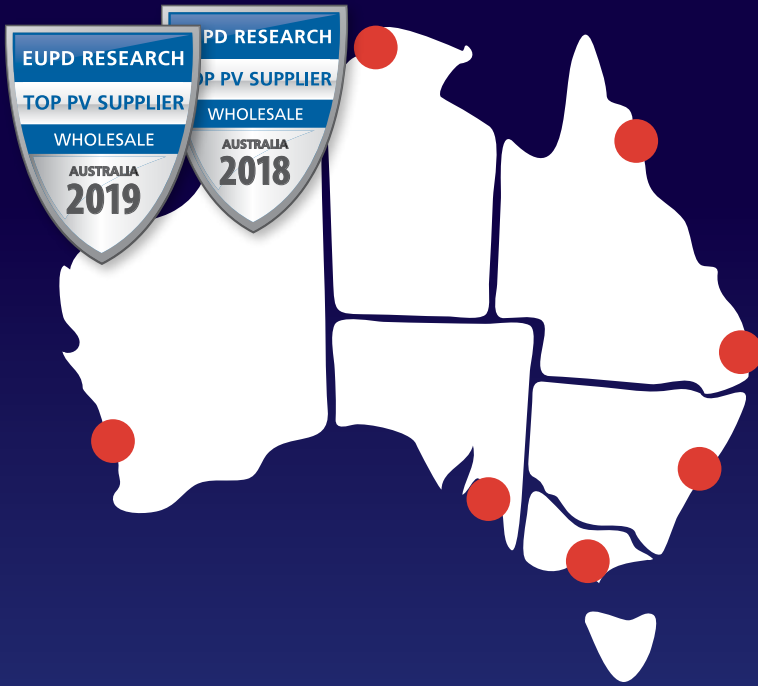 EUPD RESEARCH
TOP PV SUPPLIER
WHOLESALE
AUSTRALIA
2019
PD RESEARCH
OP PV SUPPLIER
WHOLESALE
AUSTRALIA
2018